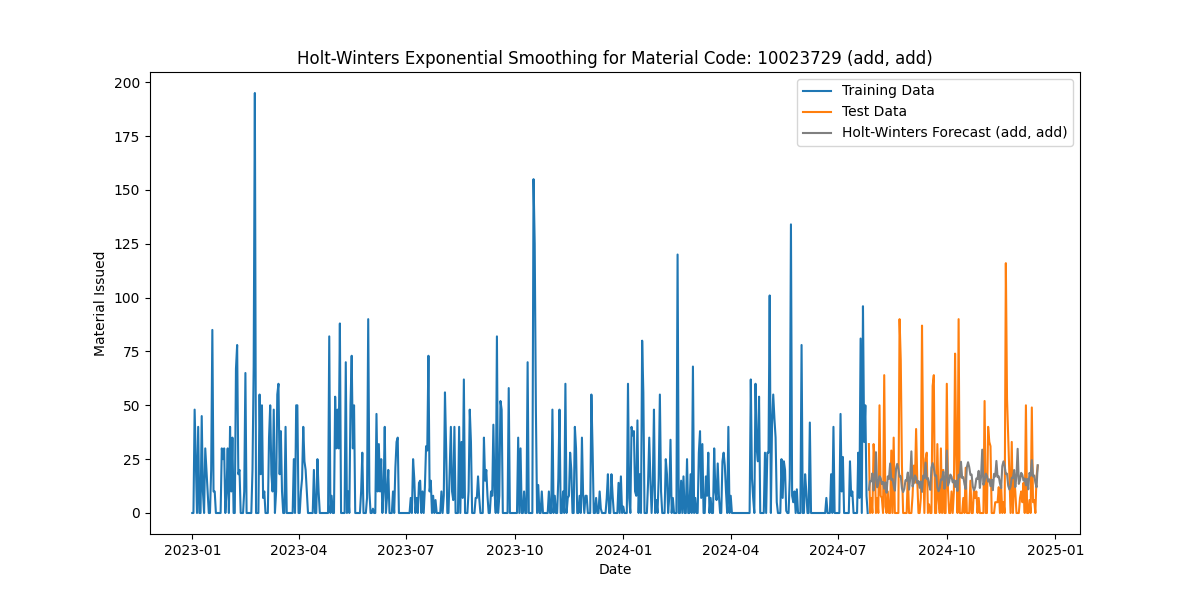 Holt-Winters Exponential Smoothing for Material Code: 10023729 (add, add)
Training Data
Test Data
Holt-Winters Forecast (add, add)
Material Issued
200
175
150
125
100
75
50
25
0
2023-01 2023-04 2023-07 2023-10 2024-01 2024-04 2024-07 2024-10 2025-01
Date